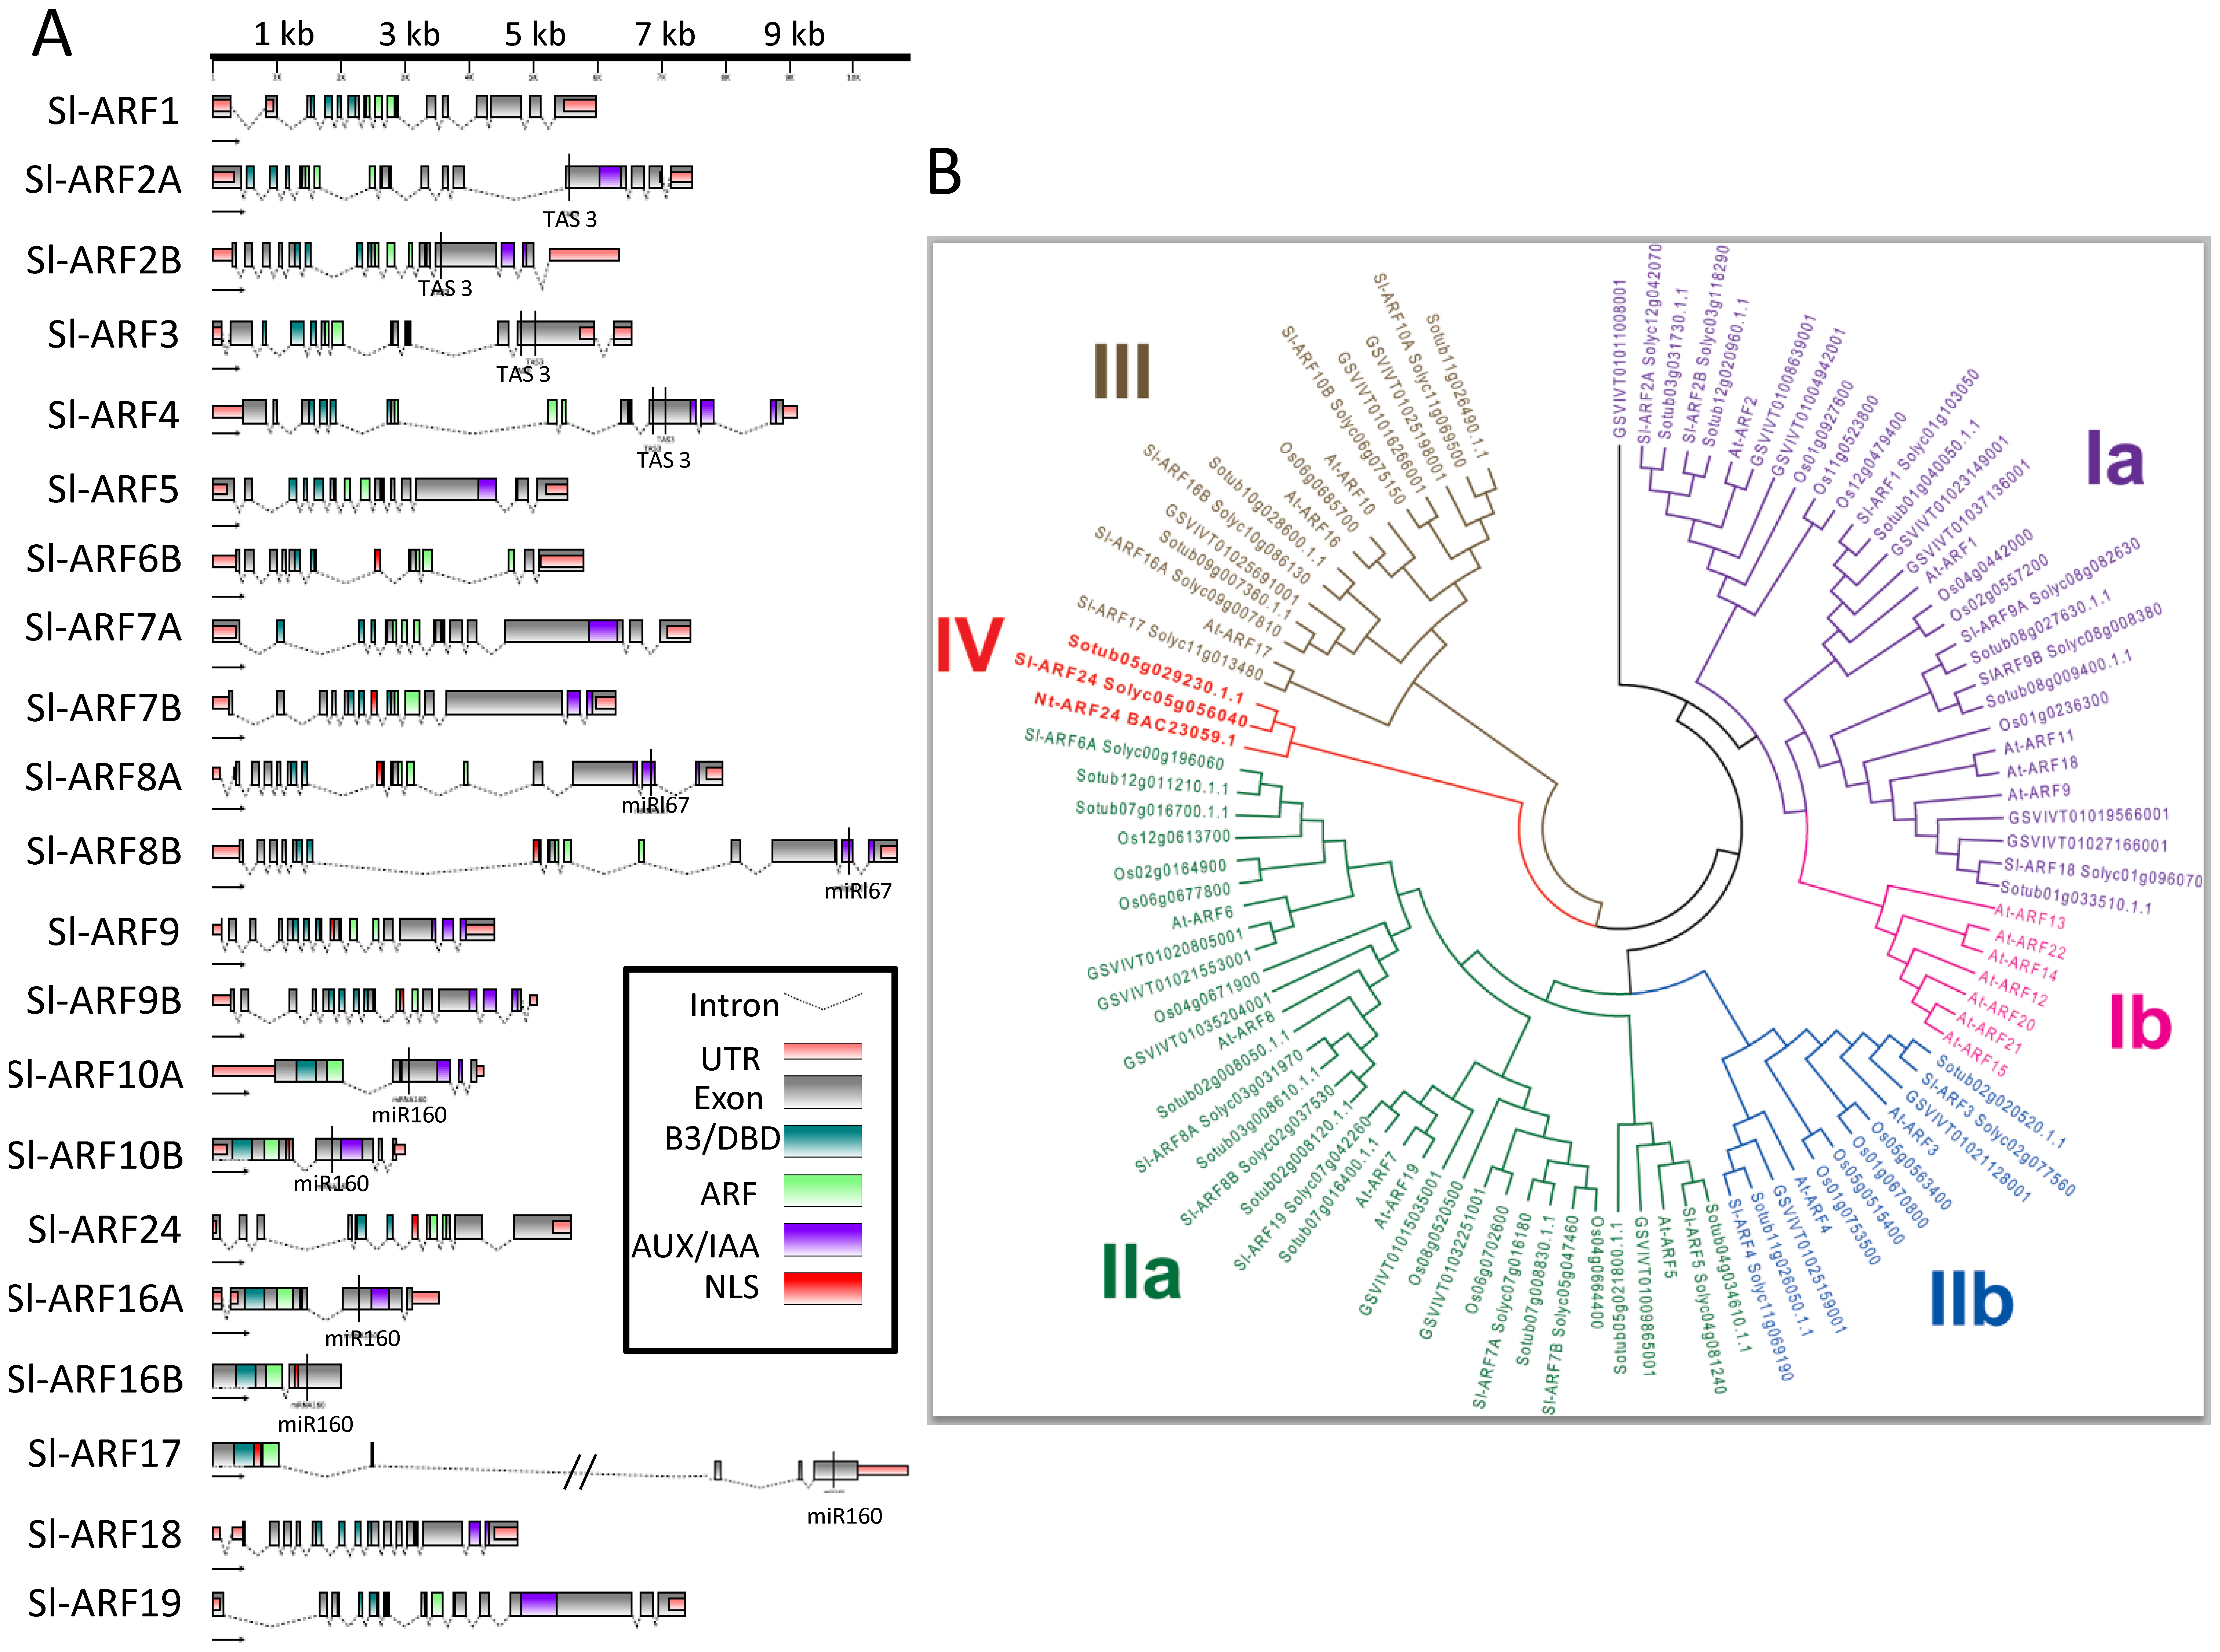 A
1 kb 3 kb 5 kb 7 kb 9 kb
Sl-ARF1
Sl-ARF2A
TAS 3
Sl-ARF2B
TAS 3
Sl-ARF3
TAS 3
Sl-ARF4
TAS 3
Sl-ARF5
Sl-ARF6B
Sl-ARF7A
Sl-ARF7B
Sl-ARF8A
miRl67
Sl-ARF8B
miRl67
Sl-ARF9
Sl-ARF9B
Sl-ARF10A
miR160
Sl-ARF10B
miR160
Sl-ARF24
Sl-ARF16A
miR160
Sl-ARF16B
miR160
Sl-ARF17
miR160
Sl-ARF18
Sl-ARF19
Intron
UTR
Exon
B3/DBD
ARF
AUX/IAA
NLS
B
Ia
GSVIVT01011008001
Sl-ARF2A Solyc12g042070
Sotub03g031730.1.1
Sl-ARF2B Solyc03g118290
Sotub12g020960.1.1
At-ARF2
GSVIVT01008639001
GSVIVT01004942001
Os01g0927600
Os11g0523800
Os12g0479400
Sl-ARF1 Solyc01g103050
Sotub01g040050.1.1
GSVIVT01023149001
GSVIVT01037136001
At-ARF1
Os04g0442000
Os02g0557200
Sl-ARF9A Solyc08g082630
Sotub08g027630.1.1
SlARF9B Solyc08g008380
Sotub08g009400.1.1
Os01g0236300
At-ARF11
At-ARF18
At-ARF9
GSVIVT01019566001
GSVIVT01027166001
Sl-ARF18 Solyc01g096070
Sotub01g033510.1.1
Ib
At-ARF13
At-ARF22
At-ARF14
At-ARF12
At-ARF20
At-ARF21
At-ARF15
IIb
Sotub02g020520.1.1
Sl-ARF3 Solyc02g077560
GSVIVT01021128001
At-ARF3
Os05g0563400
Os01g0670800
Os05g0515400
Os01g0753500
At-ARF4
GSVIVT01025159001
Sotub11g026050.1.1
Sl-ARF4 Solyc11g069190
IIa
Sotub04g034610.1.1
Sl-ARF5 Solyc04g081240
At-ARF5
GSVIVT01006865001
Sotub05g021800.1.1
Os04g0664400
Sl-ARF7B Solyc05g047460
Sotub07g008830.1.1
Sl-ARF7A Solyc07g016180
Os06g0702600
GSVIVT01032251001
Os08g0520500
GSVIVT01015035001
At-ARF19
At-ARF7
Sotub07g016400.1.1
Sl-ARF19 Solyc07g042260
Sotub02g008120.1.1
Sl-ARF8B Solyc02g037530
Sotub03g008610.1.1
Sl-ARF8A Solyc03g031970
Sotub02g008050.1.1
At-ARF8
GSVIVT01035204001
Os04g0671900
GSVIVT01021553001
GSVIVT01020805001
At-ARF6
Os06g0677800
Os02g0164900
Os12g0613700
Sotub07g016700.1.1
Sotub12g011210.1.1
Sl-ARF6A Solyc00g196060
IV
Nt-ARF24 BAC23059.1
Sl-ARF24 Solyc05g056040
Sotub05g029230.1.1
III
Sl-ARF17 Solyc11g013480
At-ARF17
Sl-ARF16A Solyc09g007810
Sotub09g007360.1.1
GSVIVT01025691001
Sl-ARF16B Solyc10g086130
Sotub10g028600.1.1
At-ARF16
Os06g0685700
At-ARF10
Sl-ARF10B Solyc06g075150
GSVIVT01016266001
GSVIVT01025198001
Sl-ARF10A Solyc11g069500
Sotub11g026490.1.1